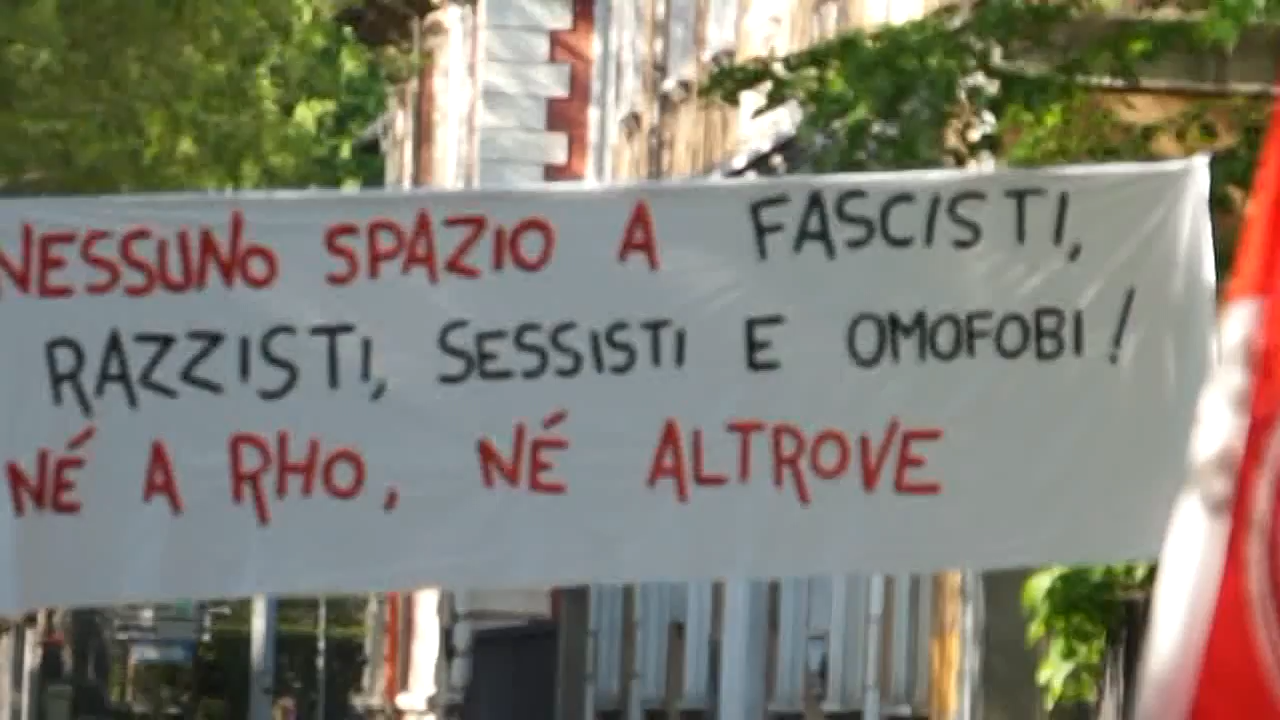 NESSUNO SPAZIO A FASCISTI,
RAZZISTI, SESSISTI E OMOFOBI!
NÉ A RHO, NÉ ALTROVE